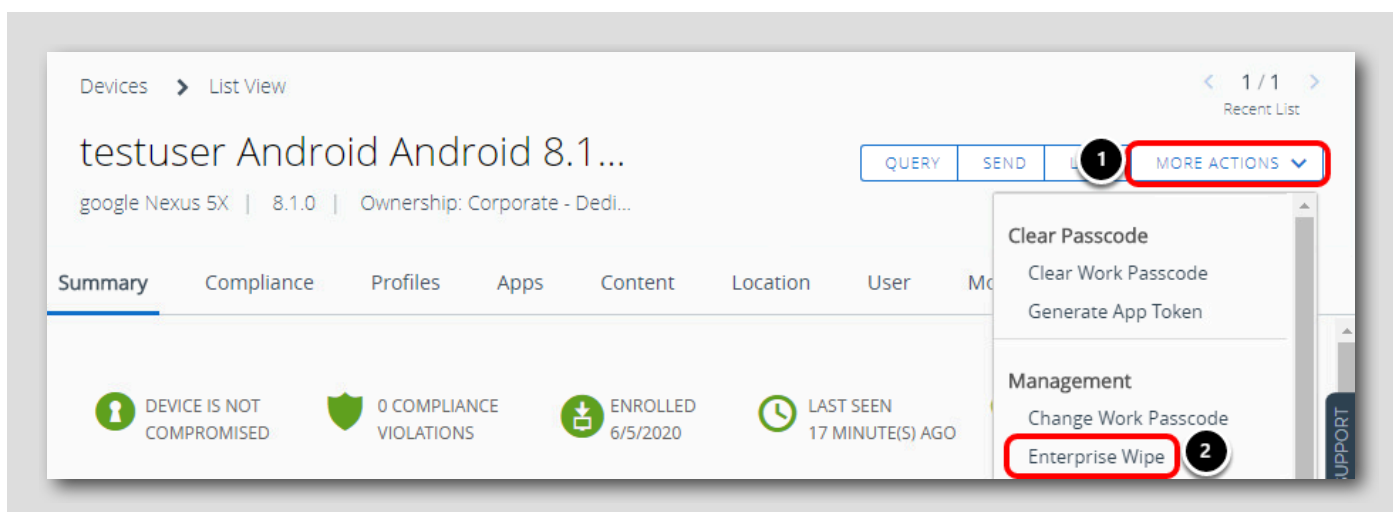 Devices > List View
< 1 / 1 >
Recent List
testuser Android Android 8.1...
QUERY SEND 1 MORE ACTIONS
google Nexus 5X | 8.1.0 | Ownership: Corporate - Dedi...
Clear Passcode
Clear Work Passcode
Generate App Token
Summary Compliance Profiles Apps Content Location User
Management
Change Work Passcode
Enterprise Wipe 2
DEVICE IS NOT
COMPROMISED
0 COMPLIANCE
VIOLATIONS
ENROLLED
6/5/2020
LAST SEEN
17 MINUTE(S) AGO
SUPPORT